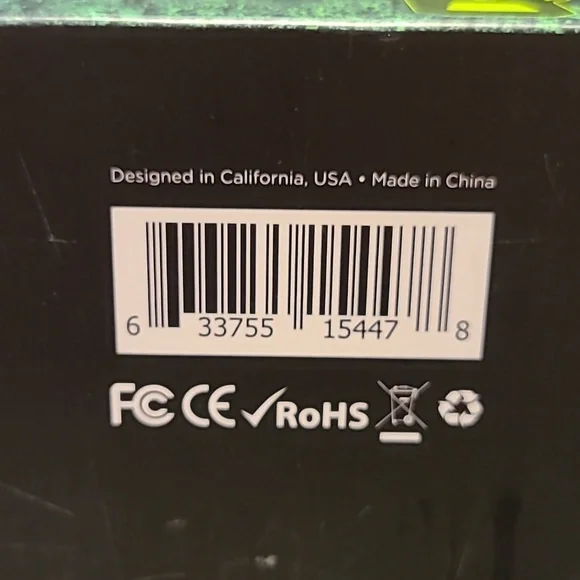 Designed in California, USA • Made in China
6 33755 15447 8
FC CE ✓RoHS